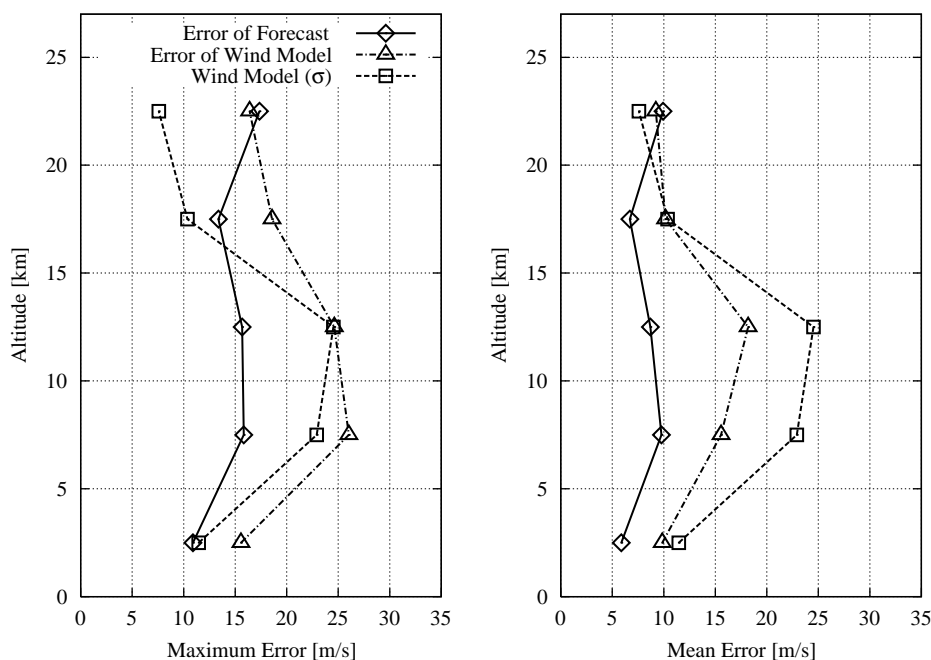 Error of Forecast
Error of Wind Model
Wind Model (σ)
25
20
15
10
5
0
Altitude [km]
0 5 10 15 20 25 30 35
Maximum Error [m/s]
25
20
15
10
5
0
Altitude [km]
0 5 10 15 20 25 30 35
Mean Error [m/s]